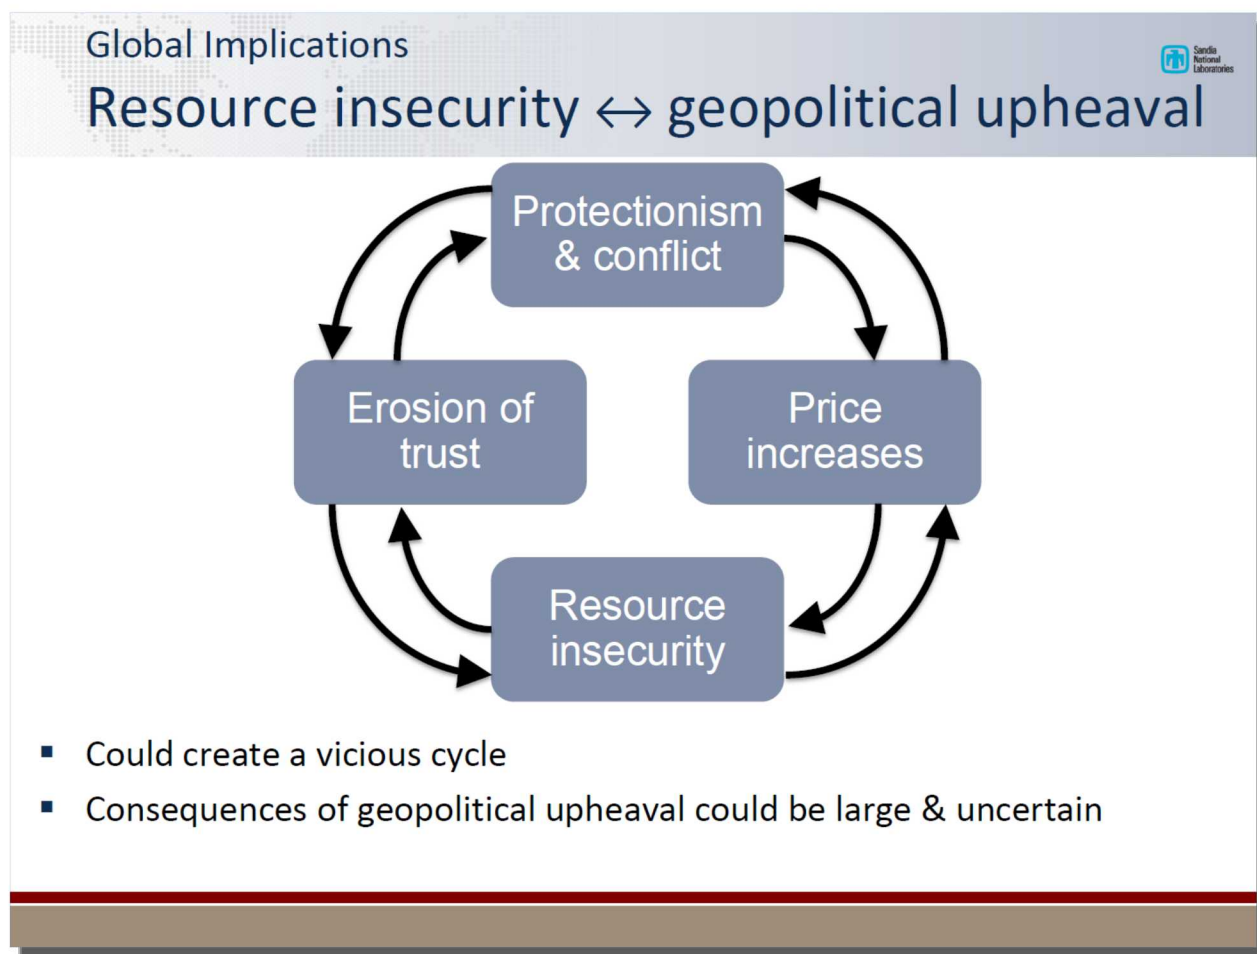 Global Implications
Sandia
National
Laboratories
Resource insecurity ↔ geopolitical upheaval
Protectionism
& conflict
Erosion of
trust
Price
increases
Resource
insecurity
▪ Could create a vicious cycle
▪ Consequences of geopolitical upheaval could be large & uncertain